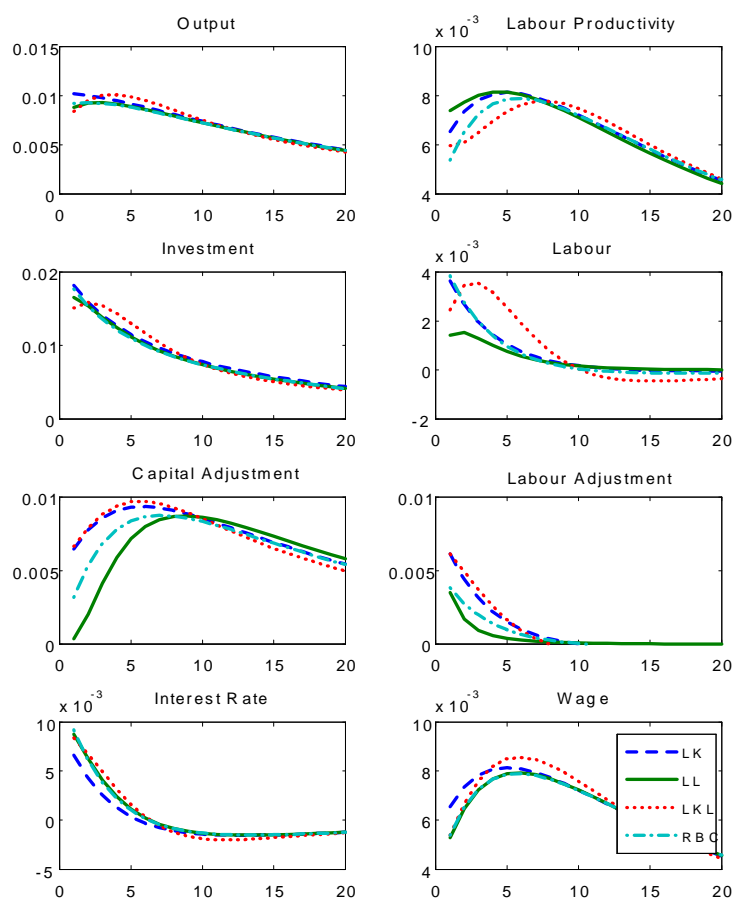 Output
0.015
0.01
0.005
0
0 5 10 15 20
Labour Productivity
x 10^-3
10
8
6
4
0 5 10 15 20
Investment
0.02
0.01
0
0 5 10 15 20
Labour
x 10^-3
4
2
0
-2
0 5 10 15 20
Capital Adjustment
0.01
0.005
0
0 5 10 15 20
Labour Adjustment
0.01
0.005
0
0 5 10 15 20
Interest Rate
x 10^-3
10
5
0
-5
0 5 10 15 20
Wage
x 10^-3
10
8
6
4
0 5 10 15 20
LK
LL
LKL
RBC